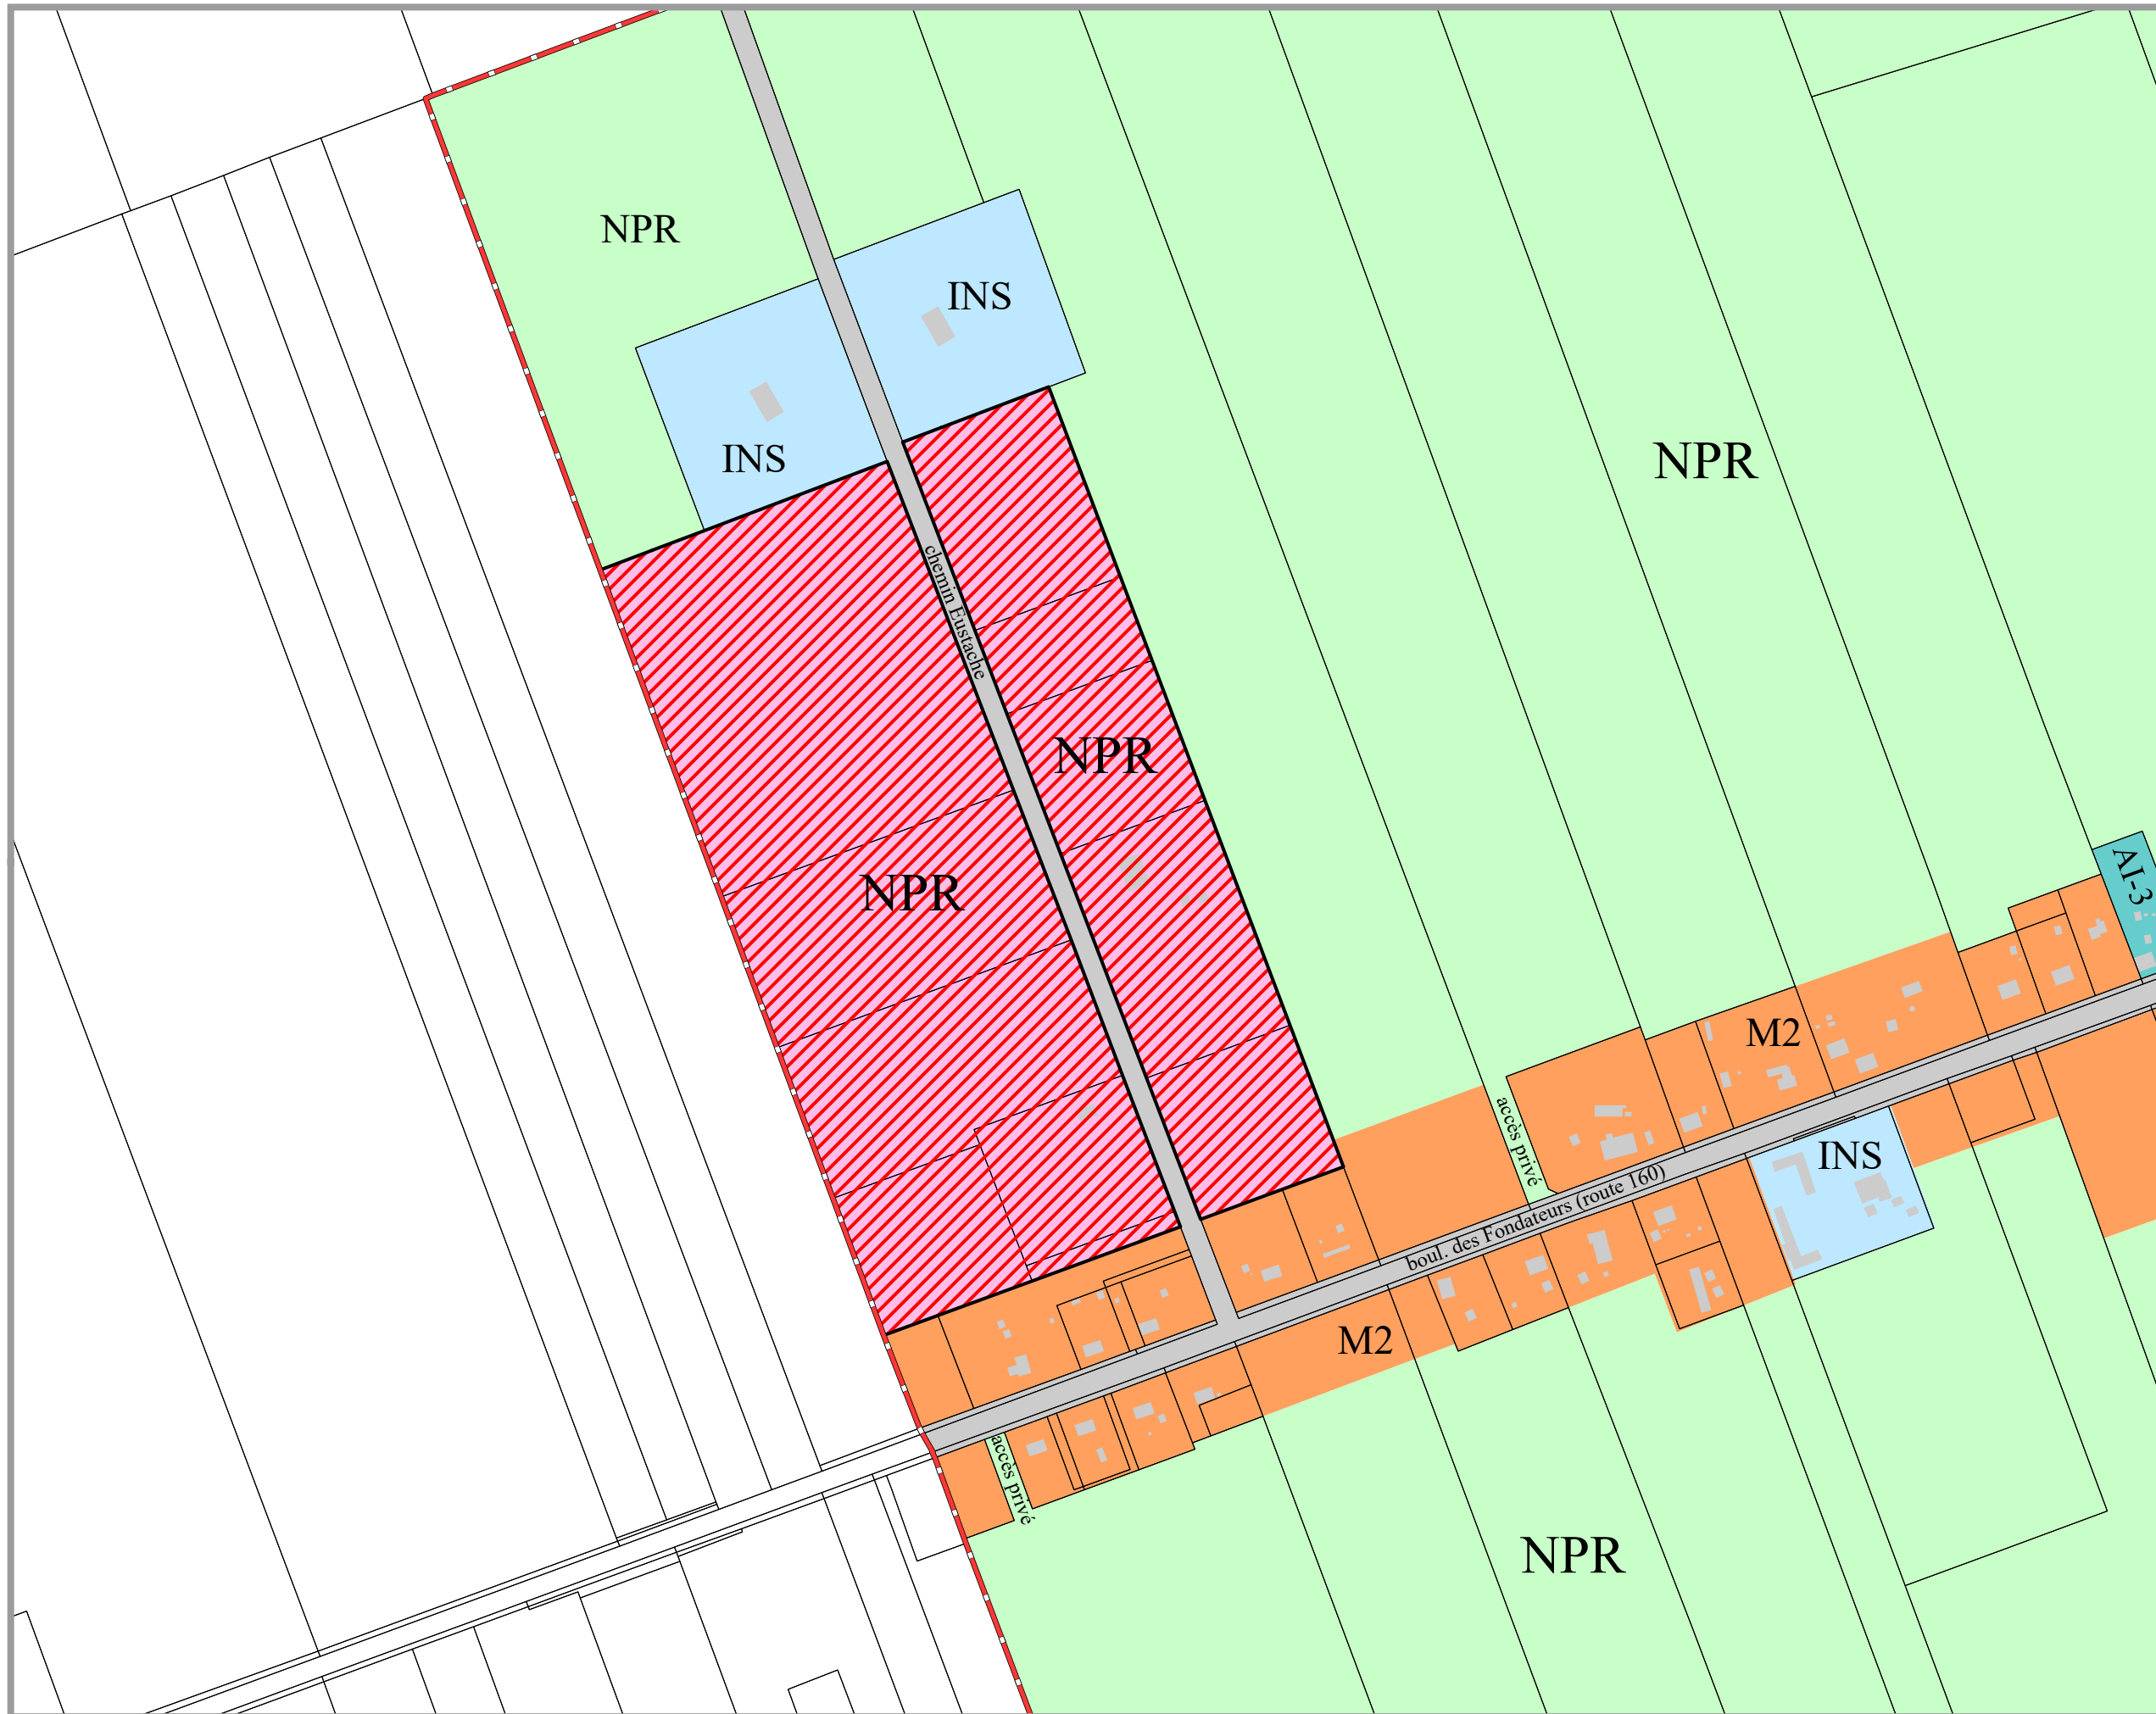 NPR
INS
INS
NPR
chemin Eustache
NPR
NPR
AI-3
M2
accès privé
INS
boul. des Fondateurs (route 160)
M2
accès privé
NPR